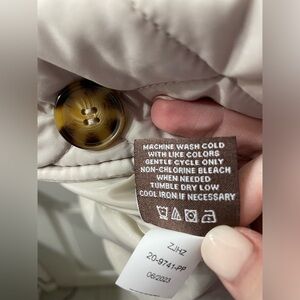 MACHINE WASH COLD
WITH LIKE COLORS
GENTLE CYCLE ONLY
NON-CHLORINE BLEACH
WHEN NEEDED
TUMBLE DRY LOW
COOL IRON IF NECESSARY
ZJHZ
20-9741-PP
06/2023